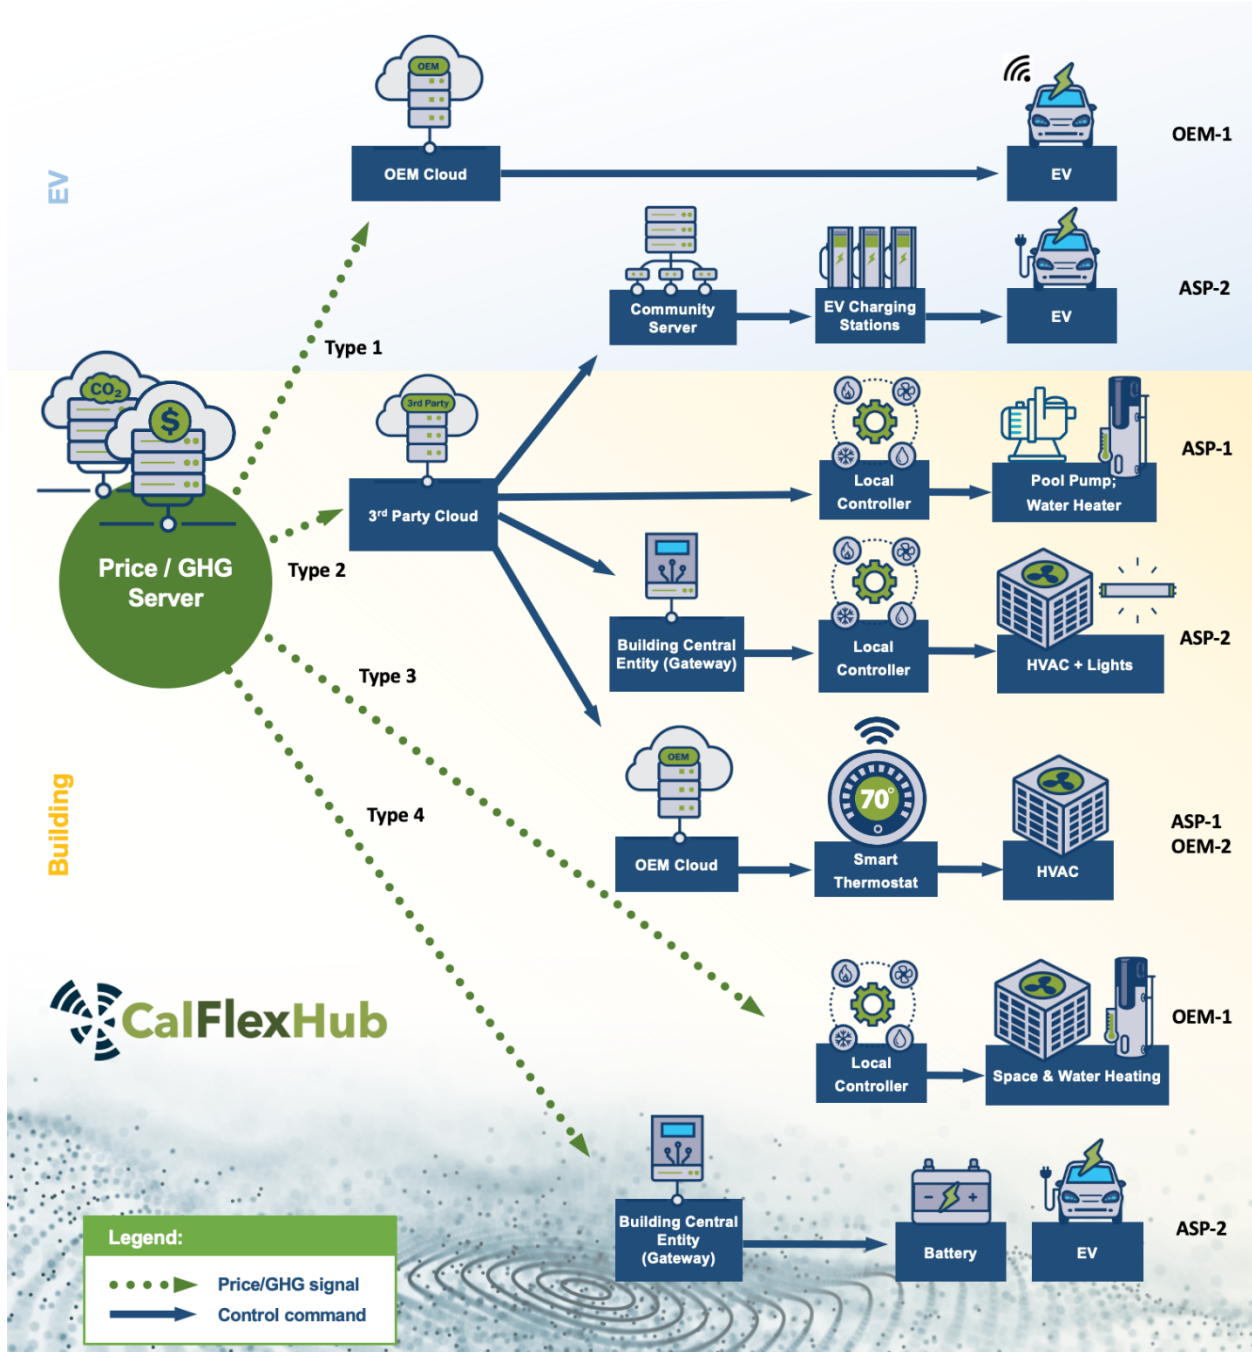 OEM
OEM Cloud
EV
OEM-1
EV
Community
Server
EV Charging
Stations
EV
ASP-2
Type 1
CO2
$
3rd Party
3rd Party Cloud
Local
Controller
Pool Pump;
Water Heater
ASP-1
Price / GHG
Server
Type 2
Building Central
Entity (Gateway)
Local
Controller
HVAC + Lights
ASP-2
Type 3
OEM
OEM Cloud
70°
Smart
Thermostat
HVAC
ASP-1
OEM-2
Type 4
Building
CalFlexHub
Local
Controller
Space & Water Heating
OEM-1
Building Central
Entity
(Gateway)
Battery
EV
ASP-2
Legend:
Price/GHG signal
Control command